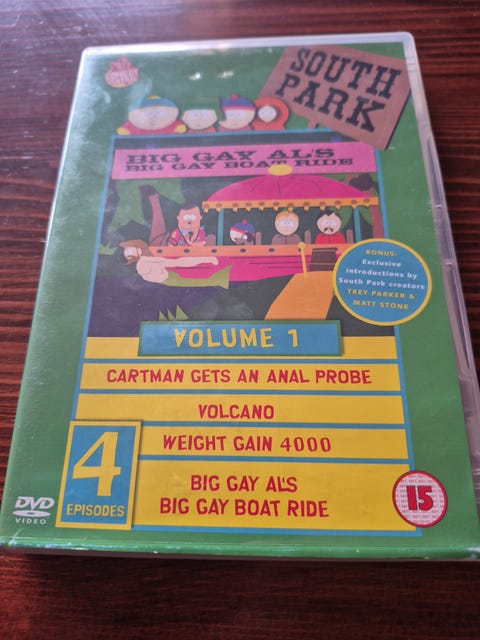 COMEDY
CENTRAL
SOUTH
PARK
BIG GAY AL'S
BIG GAY BOAT RIDE
BONUS:
Exclusive
introductions by
South Park creators
TREY PARKER &
MATT STONE
VOLUME 1
CARTMAN GETS AN ANAL PROBE
VOLCANO
WEIGHT GAIN 4000
BIG GAY AL'S
BIG GAY BOAT RIDE
4
EPISODES
DVD
VIDEO
15